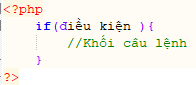 <?php
if(điều kiện ){
//Khối câu lệnh
}
?>